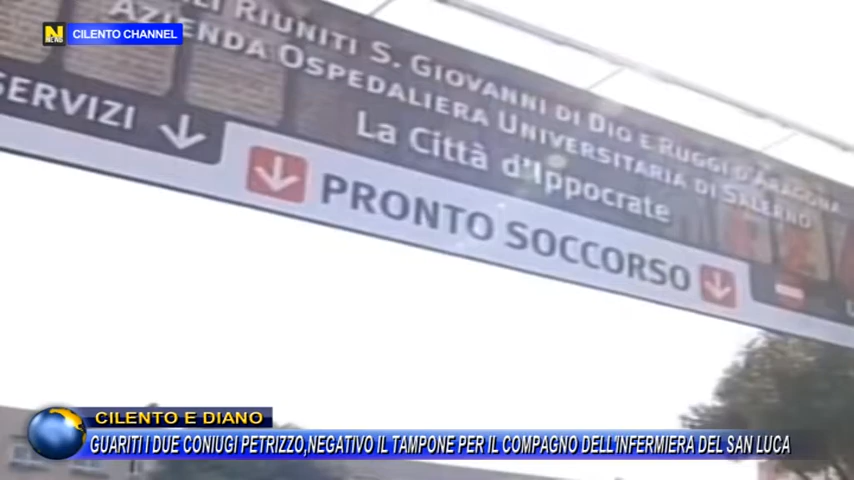 CILENTO CHANNEL
RIUNITI S. GIOVANNI DI DIO E RUGGI D'ARAGONA
AZIENDA OSPEDALIERA UNIVERSITARIA DI SALERNO
La Città d'Ippocrate
SERVIZI
PRONTO SOCCORSO
CILENTO E DIANO
GUARITI I DUE CONIUGI PETRIZZO,NEGATIVO IL TAMPONE PER IL COMPAGNO DELL'INFERMIERA DEL SAN LUCA